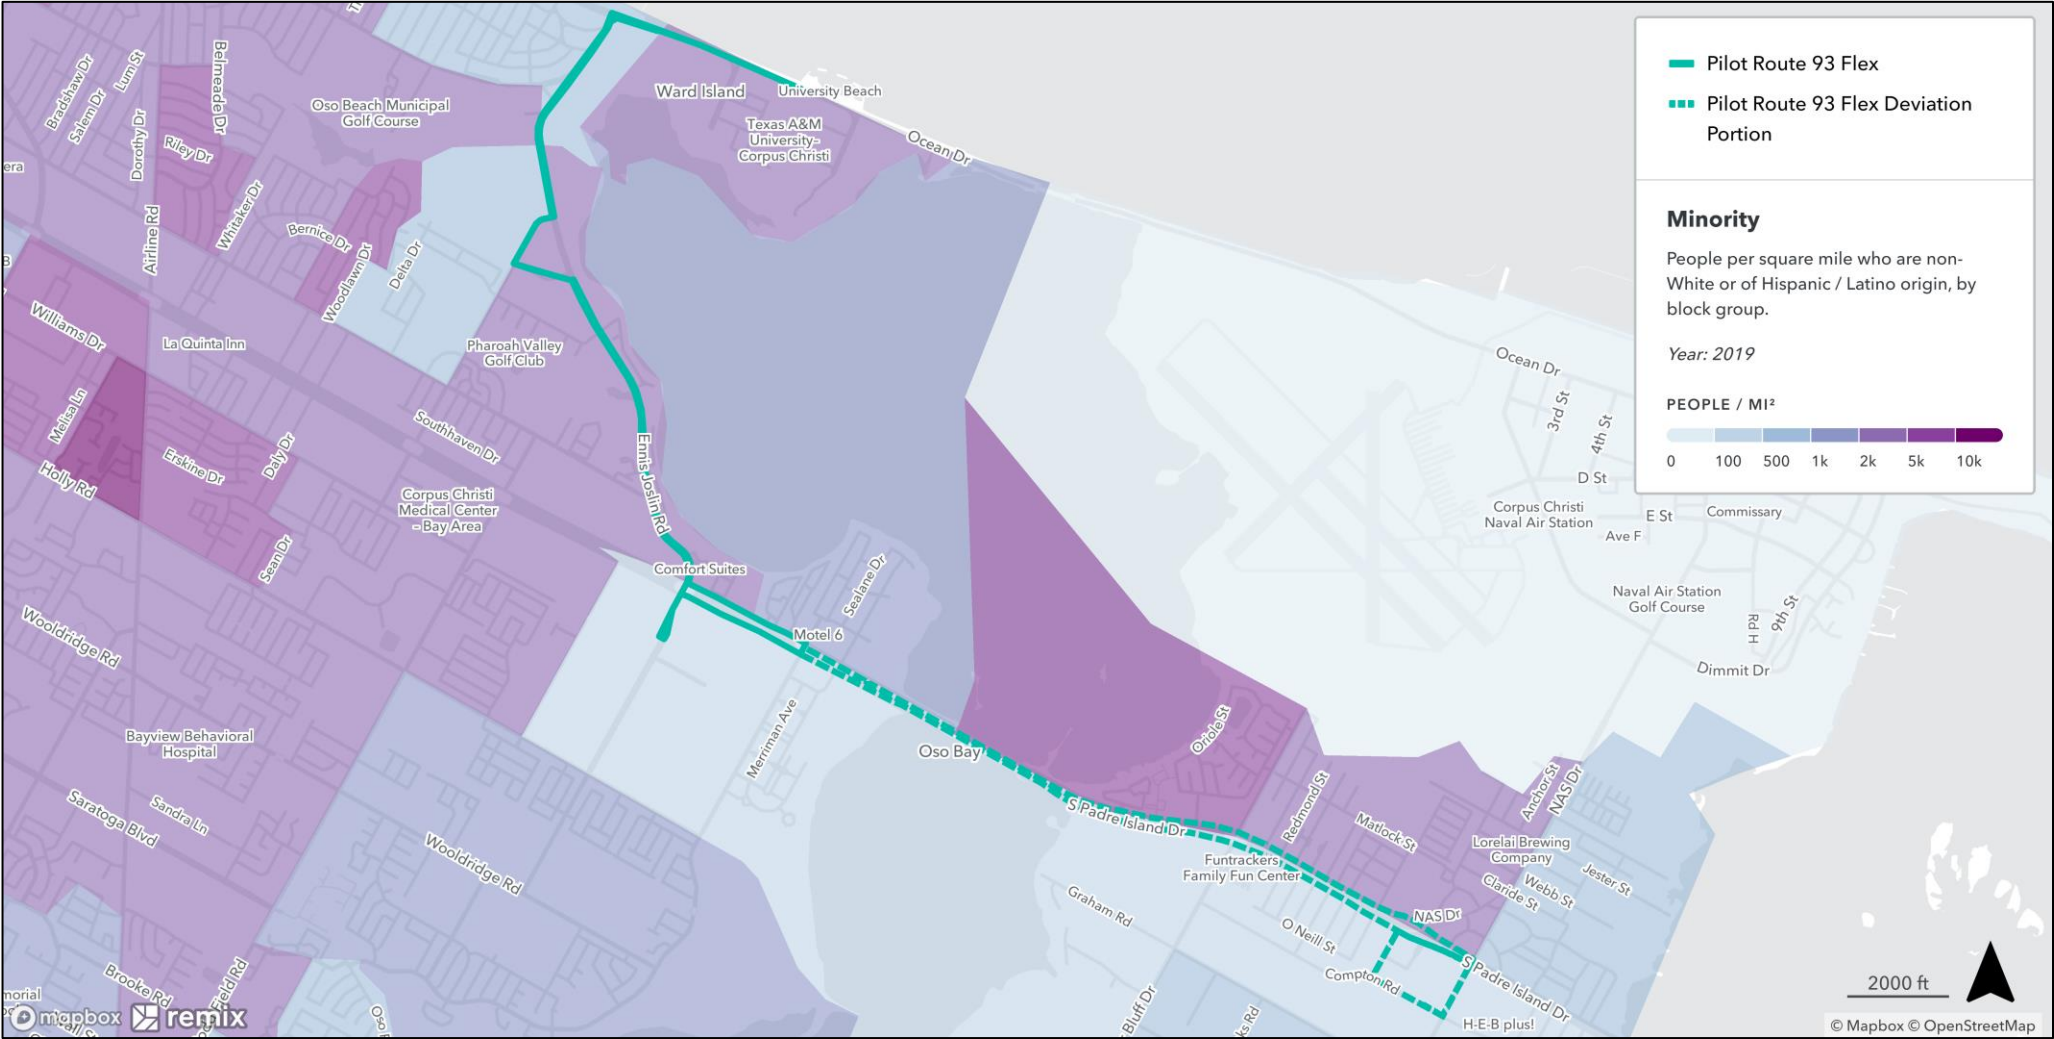 Pilot Route 93 Flex
Pilot Route 93 Flex Deviation
Portion
Minority
People per square mile who are non-
White or of Hispanic / Latino origin, by
block group.
Year: 2019
PEOPLE / MI²
0 100 500 1k 2k 5k 10k
Bradshaw Dr
Salem Dr
Lum St
Dorothy Dr
Belmeade Dr
Riley Dr
Whitaker Dr
Airline Rd
Bernice Dr
Woodlawn Dr
Delta Dr
Oso Beach Municipal
Golf Course
Ward Island
University Beach
Texas A&M
University-
Corpus Christi
Ocean Dr
era
B
Williams Dr
La Quinta Inn
Pharoah Valley
Golf Club
Melisa Ln
Holly Rd
Erskine Dr
Daly Dr
Sean Dr
Southhaven Dr
Corpus Christi
Medical Center
- Bay Area
Ennis Joslin Rd
Comfort Suites
Sealane Dr
Motel 6
Ocean Dr
3rd St
4th St
D St
Corpus Christi
Naval Air Station
E St
Commissary
Ave F
Naval Air Station
Golf Course
Rd H
9th St
Dimmit Dr
Wooldridge Rd
Bayview Behavioral
Hospital
Saratoga Blvd
Sandra Ln
Wooldridge Rd
Merriman Ave
Oso Bay
Oriole St
S Padre Island Dr
Redmond St
Matlock St
Anchor St
NAS Dr
Lorelai Brewing
Company
Funtrackers
Family Fun Center
Claride St
Webb St
Jester St
Graham Rd
O Neill St
NAS Dr
Compton Rd
S Padre Island Dr
H-E-B plus!
Bluff Dr
ks Rd
Brooke Rd
Field Rd
Oso
morial
mapbox remix
2000 ft
© Mapbox © OpenStreetMap